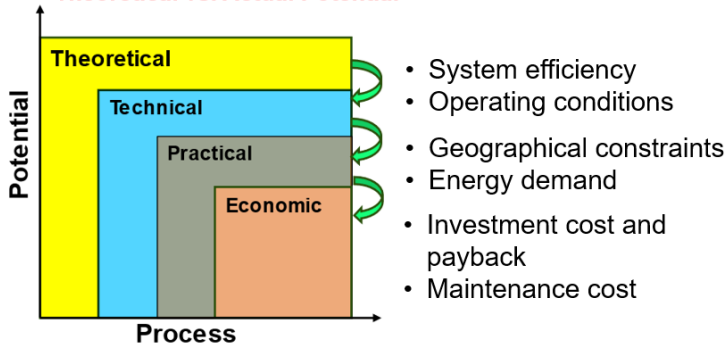 Theoretical
Technical
Practical
Economic
Potential
Process
• System efficiency
• Operating conditions
• Geographical constraints
• Energy demand
• Investment cost and
payback
• Maintenance cost